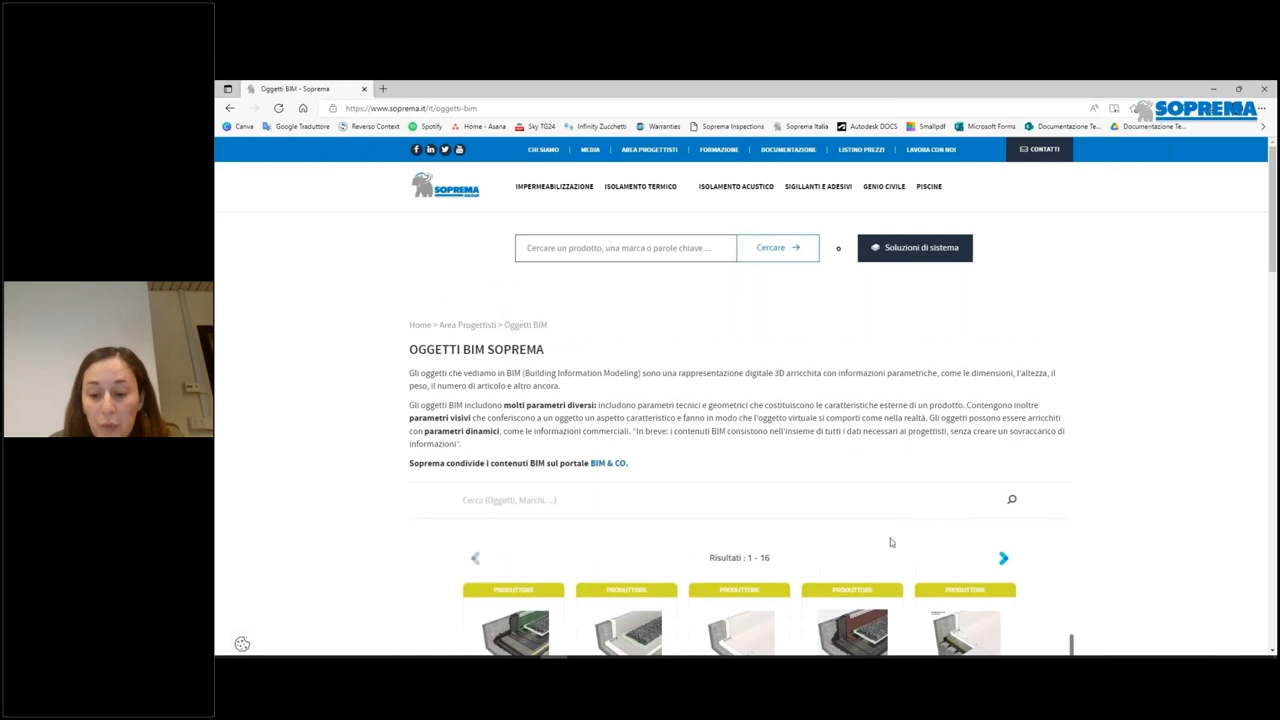 Oggetti BIM - Soprema
https://www.soprema.it/it/oggetti-bim
SOPREMA
Canva Google Traduttore Reverso Context Spotify Home - Asana Sky TG24 Infinity Zucchetti Warranties Soprema Inspections Soprema Italia Autodesk DOCS Smallpdf Microsoft Forms Documentazione Te... Documentazione Te...
CHI SIAMO | MEDIA | AREA PROGETTISTI | FORMAZIONE | DOCUMENTAZIONE | LISTINO PREZZI | LAVORA CON NOI CONTATTI
SOPREMA GROUP IMPERMEABILIZZAZIONE ISOLAMENTO TERMICO ISOLAMENTO ACUSTICO SIGILLANTI E ADESIVI GENIO CIVILE PISCINE
Cercare un prodotto, una marca o parole chiave ... Cercare → o Soluzioni di sistema
Home > Area Progettisti > Oggetti BIM
OGGETTI BIM SOPREMA
Gli oggetti che vediamo in BIM (Building Information Modeling) sono una rappresentazione digitale 3D arricchita con informazioni parametriche, come le dimensioni, l'altezza, il
peso, il numero di articolo e altro ancora.
Gli oggetti BIM includono molti parametri diversi: includono parametri tecnici e geometrici che costituiscono le caratteristiche esterne di un prodotto. Contengono inoltre
parametri visivi che conferiscono a un oggetto un aspetto caratteristico e fanno in modo che l'oggetto virtuale si comporti come nella realtà. Gli oggetti possono essere arricchiti
con parametri dinamici, come le informazioni commerciali. "In breve: i contenuti BIM consistono nell'insieme di tutti i dati necessari ai progettisti, senza creare un sovraccarico di
informazioni".
Soprema condivide i contenuti BIM sul portale BIM & CO.
Cerca (Oggetti, Marchi, ...)
Risultati : 1 - 16
PRODUTTORE PRODUTTORE PRODUTTORE PRODUTTORE PRODUTTORE